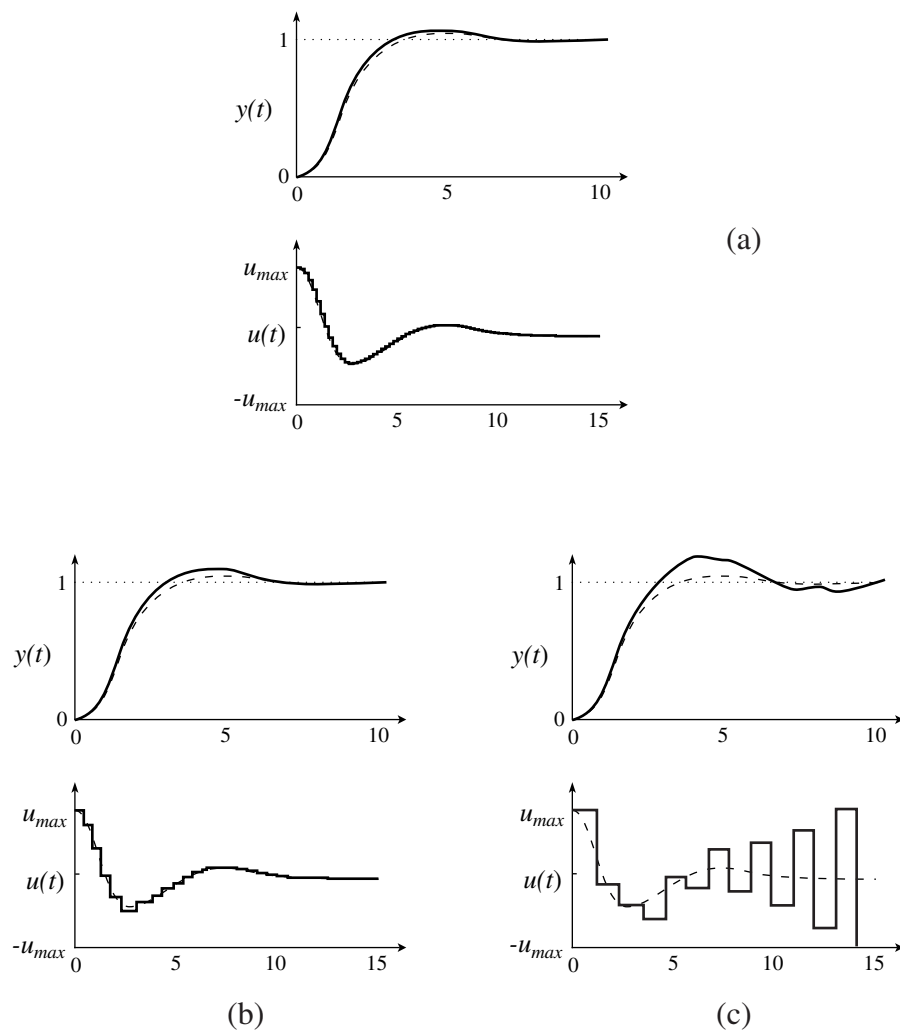 1
y(t)
0
0 5 10
(a)
u_max
u(t)
-u_max
0 5 10 15
1 1
y(t) y(t)
0 0
0 5 10 0 5 10
u_max u_max
u(t) u(t)
-u_max -u_max
0 5 10 15 0 5 10 15
(b) (c)